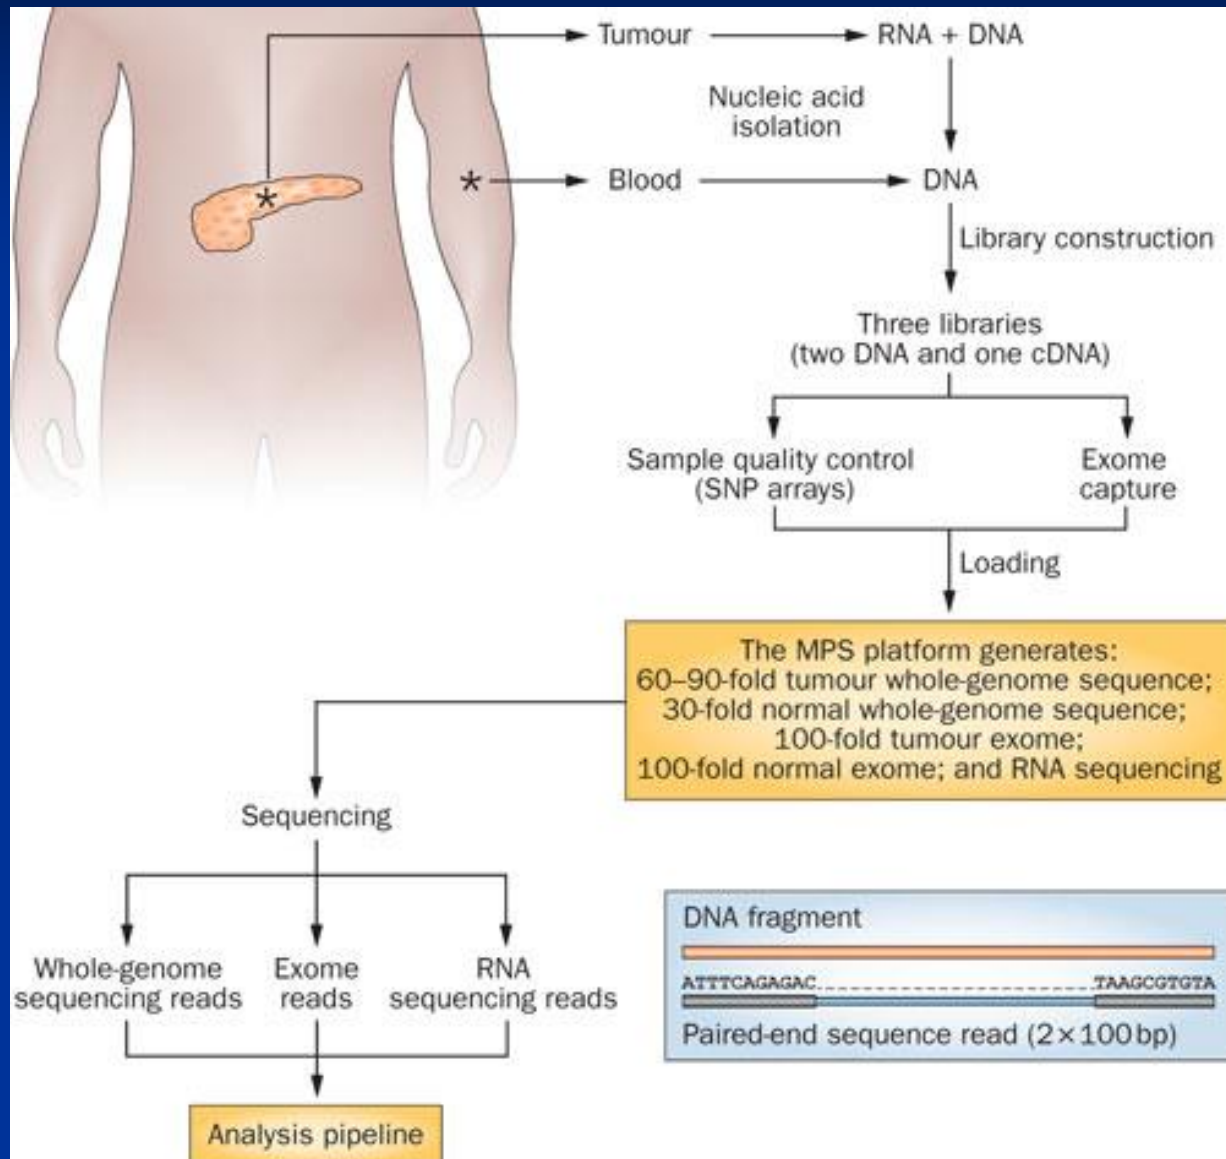 Tumour
RNA + DNA
Nucleic acid
isolation
*
*
Blood
DNA
Library construction
Three libraries
(two DNA and one cDNA)
Sample quality control
(SNP arrays)
Exome
capture
Loading
The MPS platform generates:
60–90-fold tumour whole-genome sequence;
30-fold normal whole-genome sequence;
100-fold tumour exome;
100-fold normal exome; and RNA sequencing
Sequencing
Whole-genome
sequencing reads
Exome
reads
RNA
sequencing reads
Analysis pipeline
DNA fragment
ATTTCAGAGAC--------------------------TAAGCGTGTA
Paired-end sequence read (2×100bp)